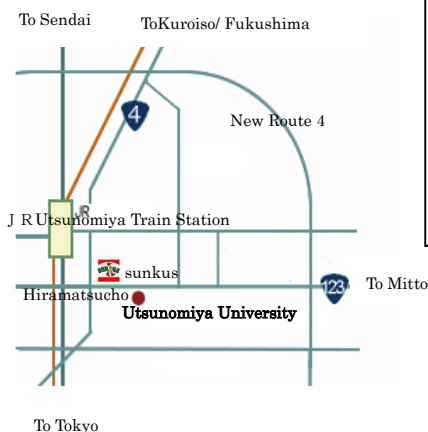 To Sendai
ToKuroiso/ Fukushima
4
New Route 4
JR
J R Utsunomiya Train Station
sunkus
Hiramatsucho
123
To Mitto
Utsunomiya University
To Tokyo